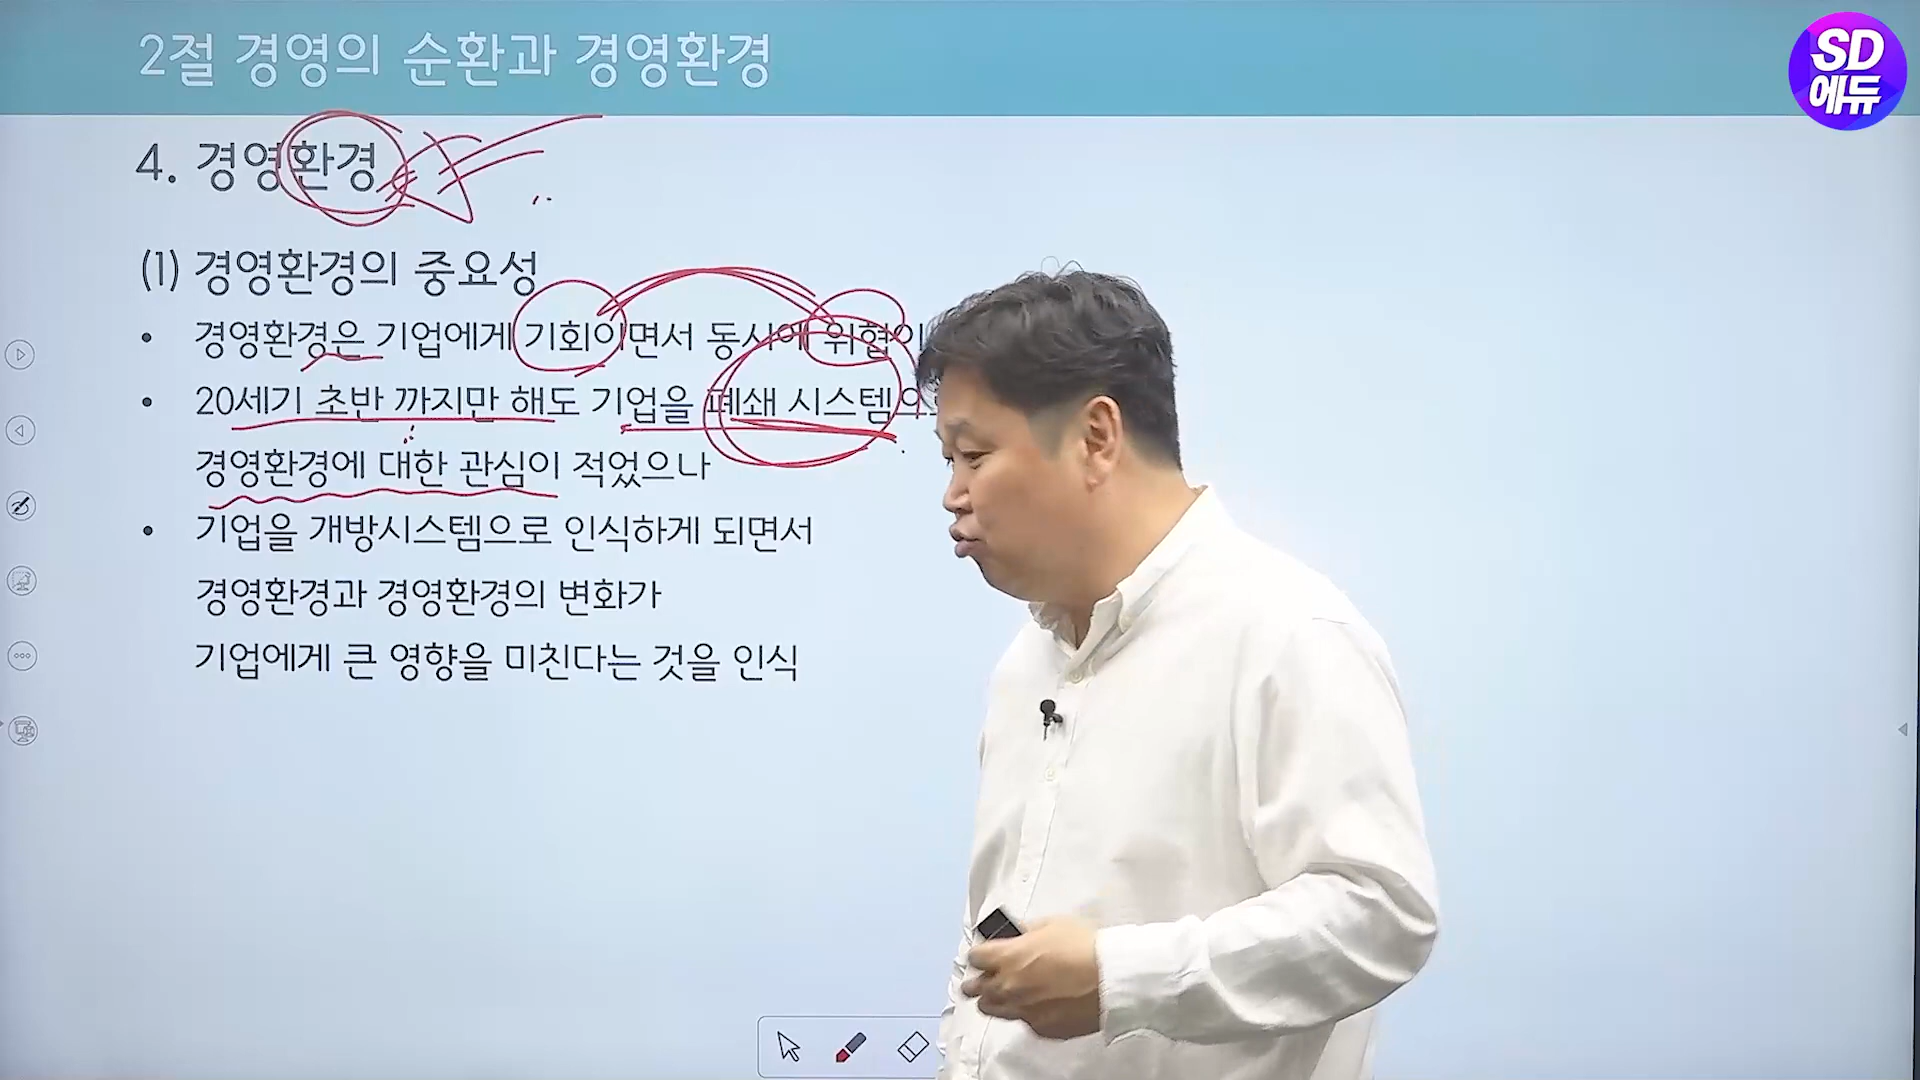 2절 경영의 순환과 경영환경
SD
에듀
4. 경영환경
(1) 경영환경의 중요성
• 경영환경은 기업에게 기회이면서 동시에 위협이
• 20세기 초반 까지만 해도 기업을 폐쇄 시스템으
경영환경에 대한 관심이 적었으나
• 기업을 개방시스템으로 인식하게 되면서
경영환경과 경영환경의 변화가
기업에게 큰 영향을 미친다는 것을 인식